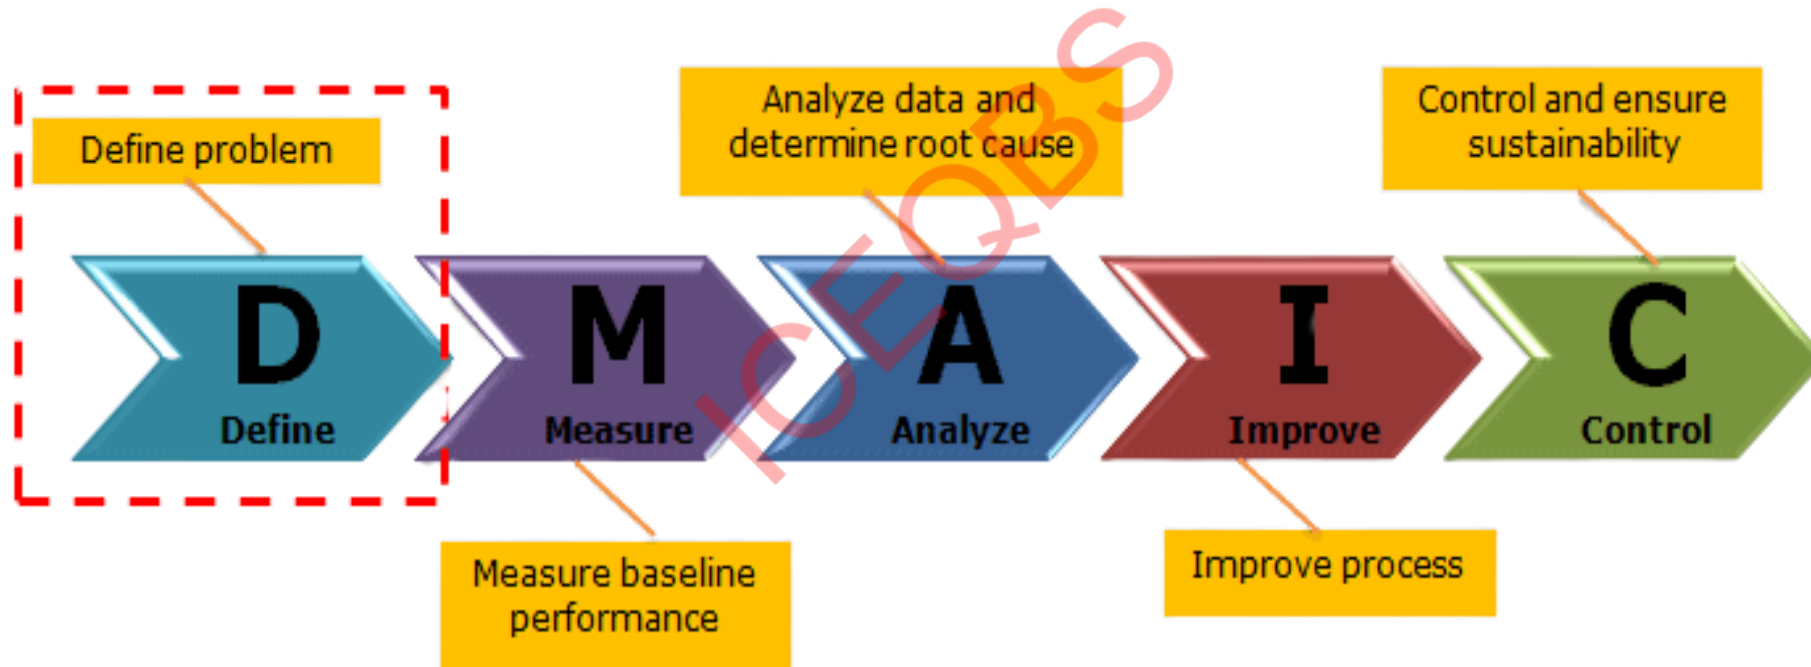 Define problem
Analyze data and
determine root cause
Control and ensure
sustainability
D
Define
M
Measure
A
Analyze
I
Improve
C
Control
Measure baseline
performance
Improve process
ICEQBS